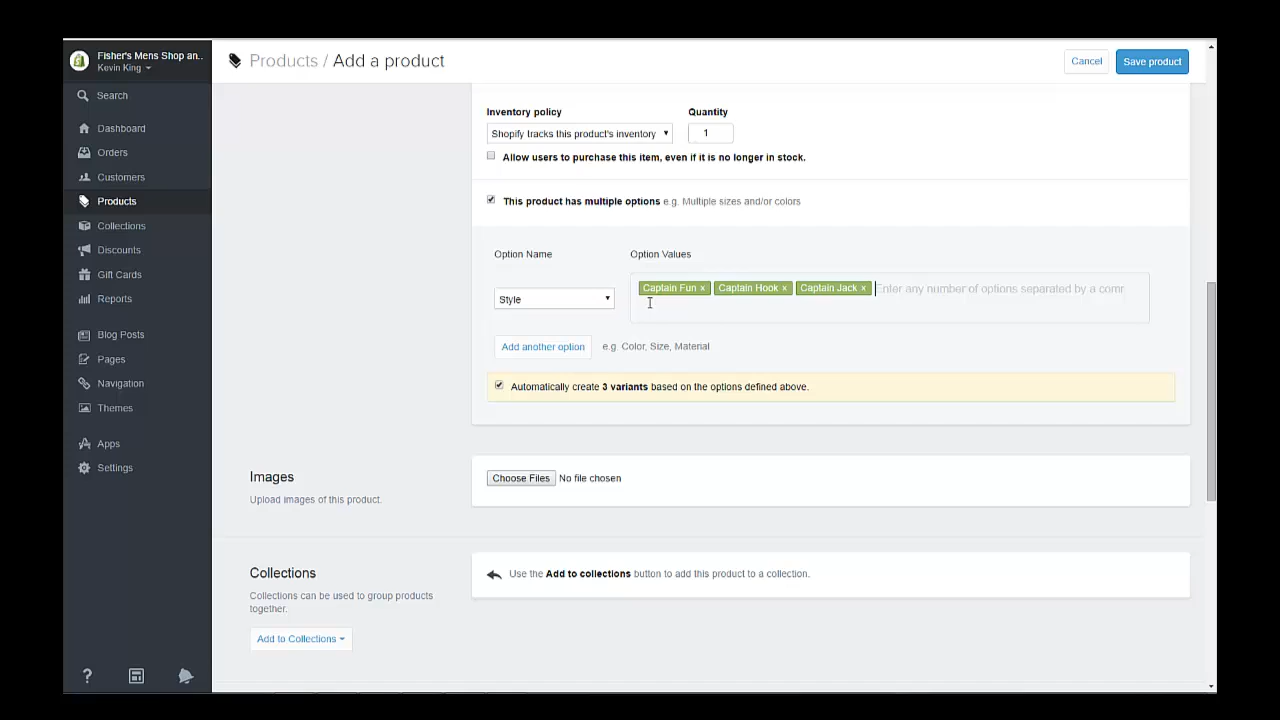 Fisher's Mens Shop an..
Kevin King
Search
Dashboard
Orders
Customers
Products
Collections
Discounts
Gift Cards
Reports
Blog Posts
Pages
Navigation
Themes
Apps
Settings
?
Products / Add a product
Cancel
Save product
Inventory policy
Quantity
Shopify tracks this product's inventory
1
Allow users to purchase this item, even if it is no longer in stock.
This product has multiple options e.g. Multiple sizes and/or colors
Option Name
Option Values
Style
Captain Fun × Captain Hook × Captain Jack × Enter any number of options separated by a comr
Add another option
e.g. Color, Size, Material
Automatically create 3 variants based on the options defined above.
Images
Upload images of this product.
Choose Files No file chosen
Collections
Collections can be used to group products
together.
Add to Collections
Use the Add to collections button to add this product to a collection.